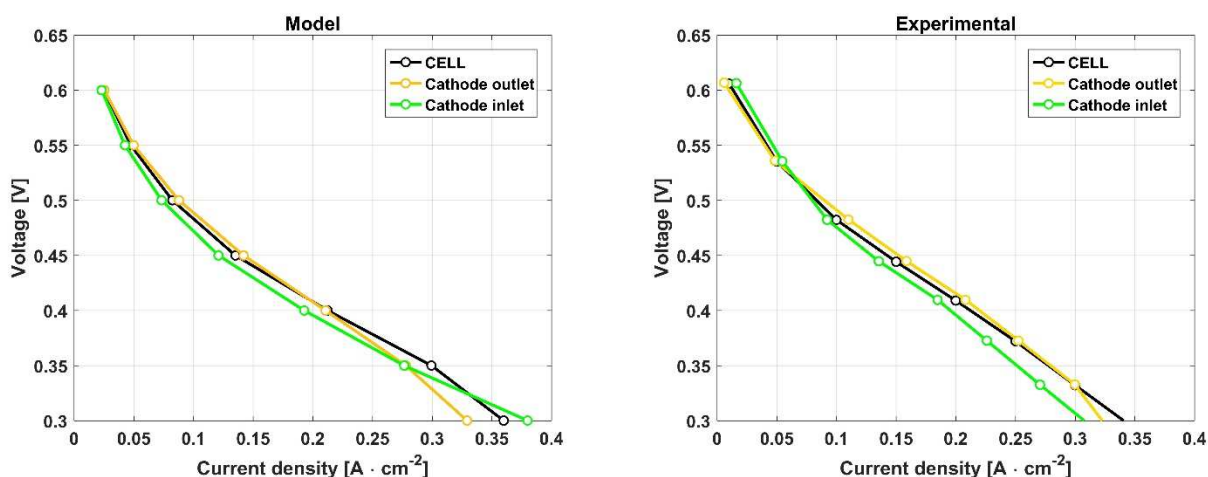 Model
0.65
0.6
0.55
0.5
0.45
0.4
0.35
0.3
Voltage [V]
CELL
Cathode outlet
Cathode inlet
0 0.05 0.1 0.15 0.2 0.25 0.3 0.35 0.4
Current density [A · cm-2]
Experimental
0.65
0.6
0.55
0.5
0.45
0.4
0.35
0.3
Voltage [V]
CELL
Cathode outlet
Cathode inlet
0 0.05 0.1 0.15 0.2 0.25 0.3 0.35 0.4
Current density [A · cm-2]